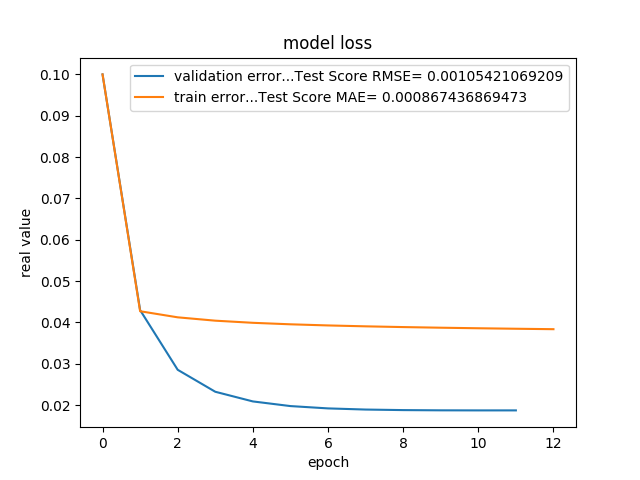 model loss
validation error...Test Score RMSE= 0.00105421069209
train error...Test Score MAE= 0.000867436869473
0.10
0.09
0.08
0.07
0.06
0.05
0.04
0.03
0.02
real value
0 2 4 6 8 10 12
epoch